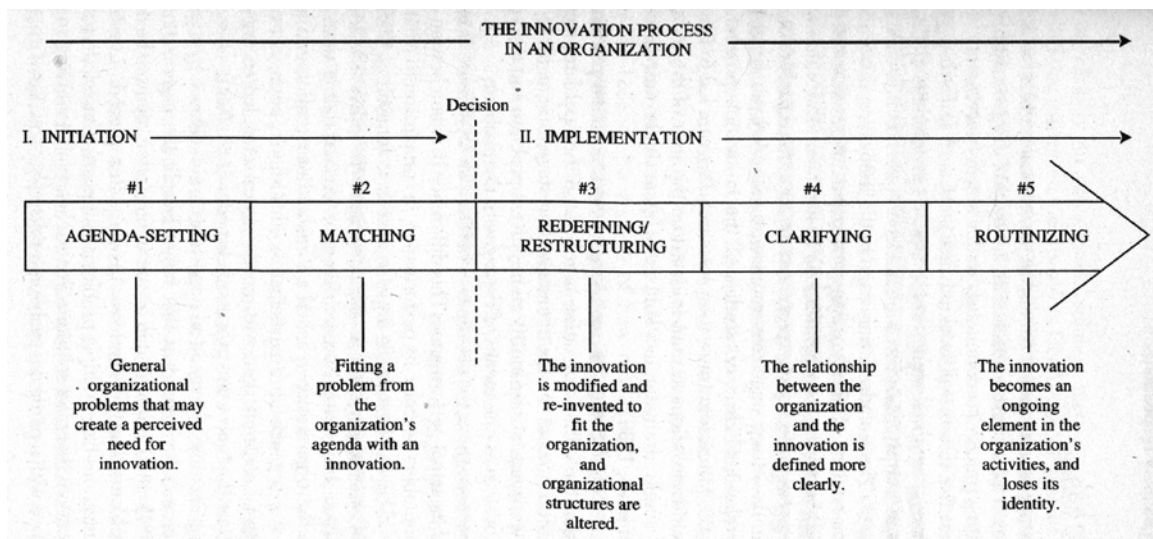 THE INNOVATION PROCESS
IN AN ORGANIZATION
Decision
I. INITIATION
II. IMPLEMENTATION
#1
#2
#3
#4
#5
AGENDA-SETTING
MATCHING
REDEFINING/
RESTRUCTURING
CLARIFYING
ROUTINIZING
General
organizational
problems that may
create a perceived
need for
innovation.
Fitting a
problem from
the
organization’s
agenda with an
innovation.
The innovation
is modified and
re-invented to
fit the
organization,
and
organizational
structures are
altered.
The relationship
between the
organization
and the
innovation is
defined more
clearly.
The innovation
becomes an
ongoing
element in the
organization’s
activities, and
loses its
identity.